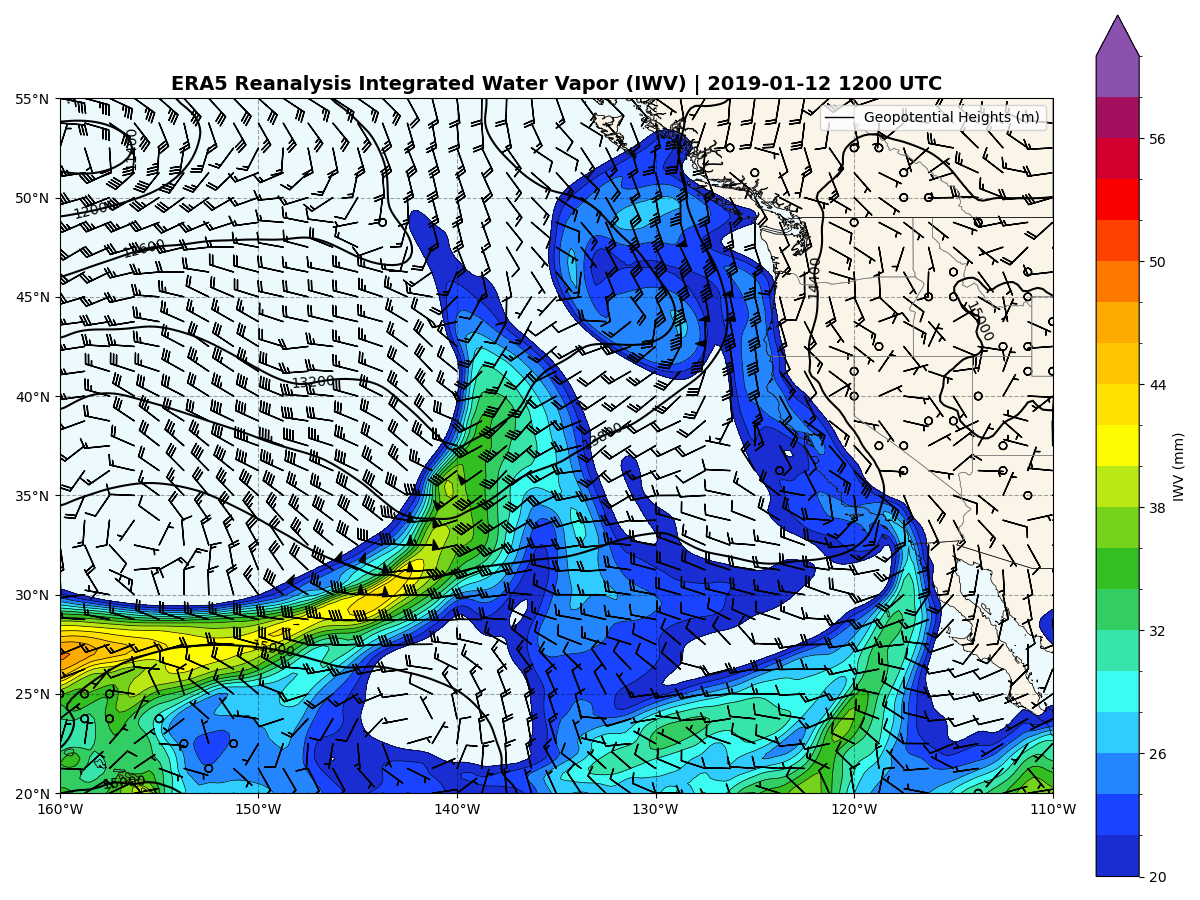 ERA5 Reanalysis Integrated Water Vapor (IWV) | 2019-01-12 1200 UTC
Geopotential Heights (m)
55°N
50°N
45°N
40°N
35°N
30°N
25°N
20°N
160°W
150°W
140°W
130°W
120°W
110°W
12000
12600
13200
14400
15000
15000
56
50
44
38
32
26
20
IWV (mm)